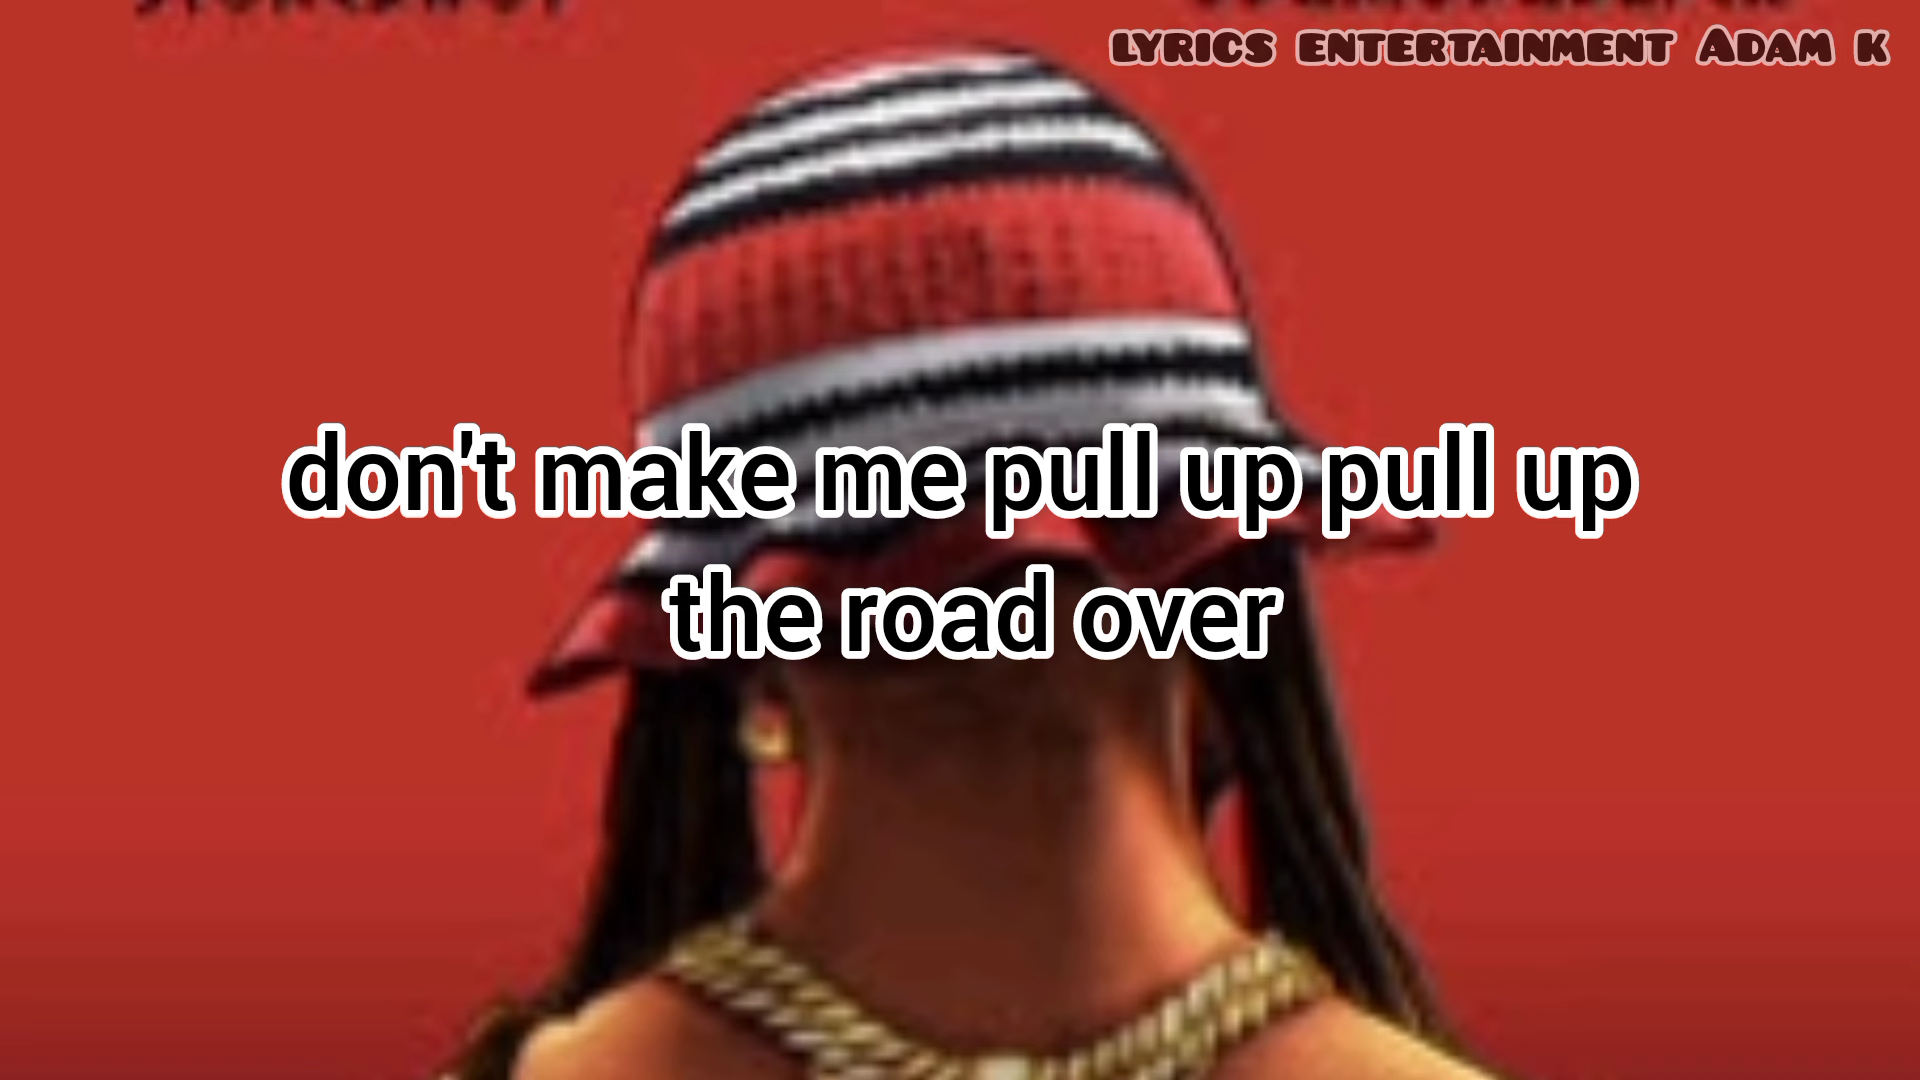 LYRICS ENTERTAINMENT ADAM K
don't make me pull up pull up
the road over